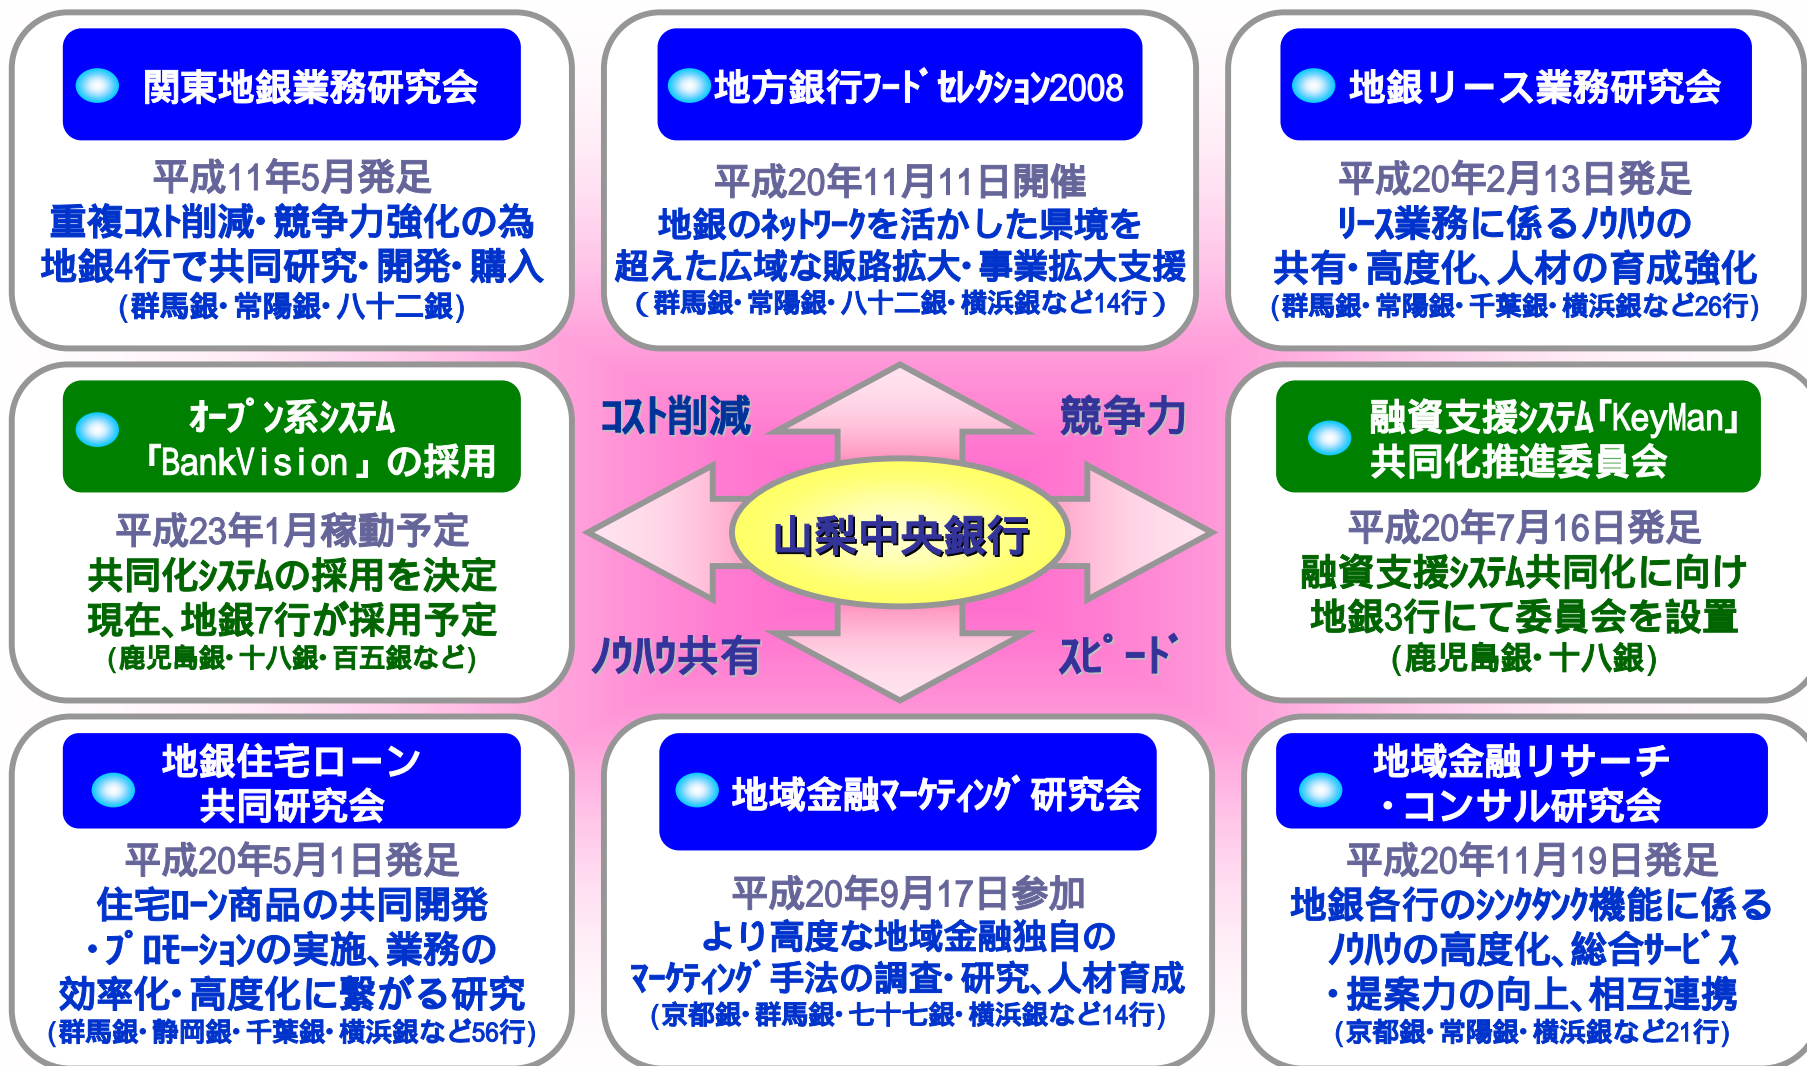 関東地銀業務研究会
平成11年5月発足
重複コスト削減・競争力強化の為
地銀4行で共同研究・開発・購入
(群馬銀・常陽銀・八十二銀)
地方銀行フードセレクション2008
平成20年11月11日開催
地銀のネットワークを活かした県境を
超えた広域な販路拡大・事業拡大支援
(群馬銀・常陽銀・八十二銀・横浜銀など14行)
地銀リース業務研究会
平成20年2月13日発足
リース業務に係るノウハウの
共有・高度化、人材の育成強化
(群馬銀・常陽銀・千葉銀・横浜銀など26行)
オープン系システム
「BankVision」の採用
平成23年1月稼動予定
共同化システムの採用を決定
現在、地銀7行が採用予定
(鹿児島銀・十八銀・百五銀など)
コスト削減
競争力
山梨中央銀行
ノウハウ共有
スピード
融資支援システム「KeyMan」
共同化推進委員会
平成20年7月16日発足
融資支援システム共同化に向け
地銀3行にて委員会を設置
(鹿児島銀・十八銀)
地銀住宅ローン
共同研究会
平成20年5月1日発足
住宅ローン商品の共同開発
・プロモーションの実施、業務の
効率化・高度化に繋がる研究
(群馬銀・静岡銀・千葉銀・横浜銀など56行)
地域金融マーケティング研究会
平成20年9月17日参加
より高度な地域金融独自の
マーケティング手法の調査・研究、人材育成
(京都銀・群馬銀・七十七銀・横浜銀など14行)
地域金融リサーチ
・コンサル研究会
平成20年11月19日発足
地銀各行のシンクタンク機能に係る
ノウハウの高度化、総合サービス
・提案力の向上、相互連携
(京都銀・常陽銀・横浜銀など21行)